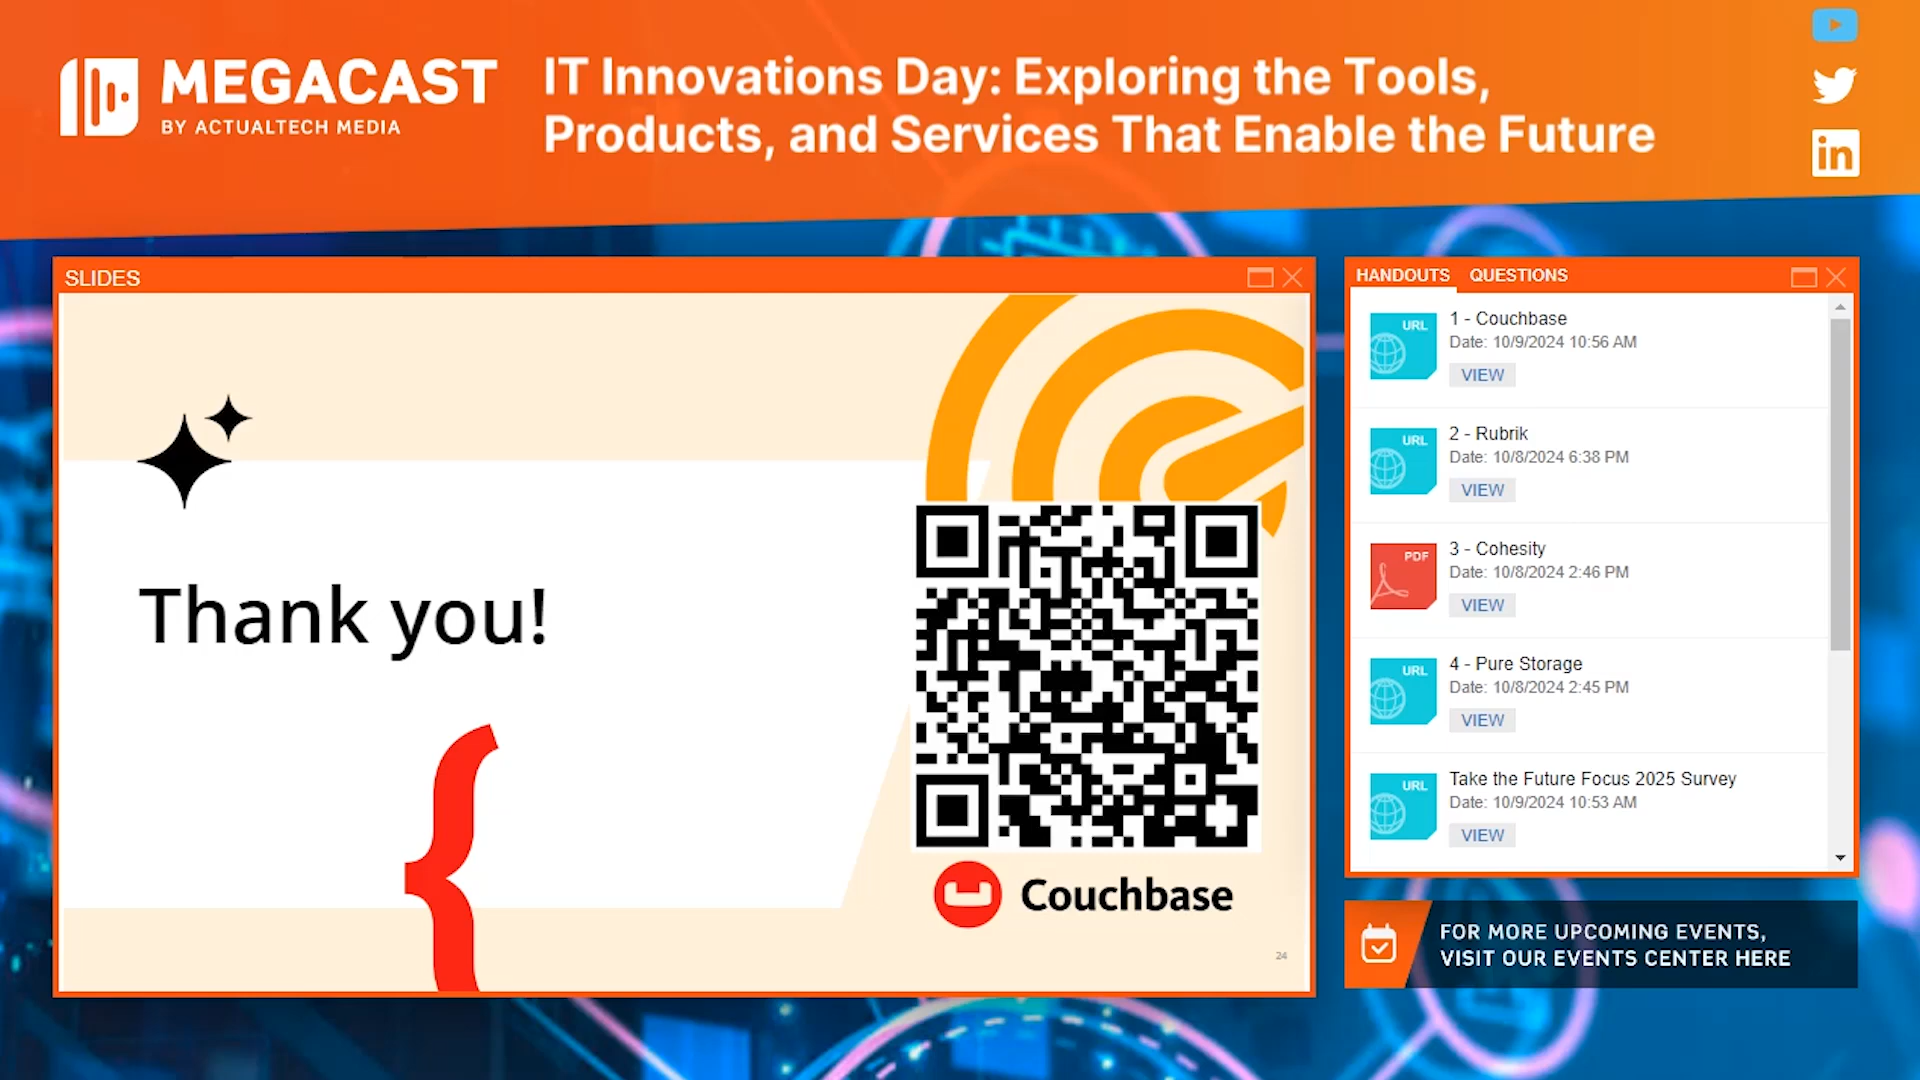 MEGACAST
BY ACTUALTECH MEDIA
IT Innovations Day: Exploring the Tools,
Products, and Services That Enable the Future
in
SLIDES
Thank you!
{
Couchbase
24
HANDOUTS QUESTIONS
URL
1 - Couchbase
Date: 10/9/2024 10:56 AM
VIEW
URL
2 - Rubrik
Date: 10/8/2024 6:38 PM
VIEW
PDF
3 - Cohesity
Date: 10/8/2024 2:46 PM
VIEW
URL
4 - Pure Storage
Date: 10/8/2024 2:45 PM
VIEW
URL
Take the Future Focus 2025 Survey
Date: 10/9/2024 10:53 AM
VIEW
FOR MORE UPCOMING EVENTS,
VISIT OUR EVENTS CENTER HERE